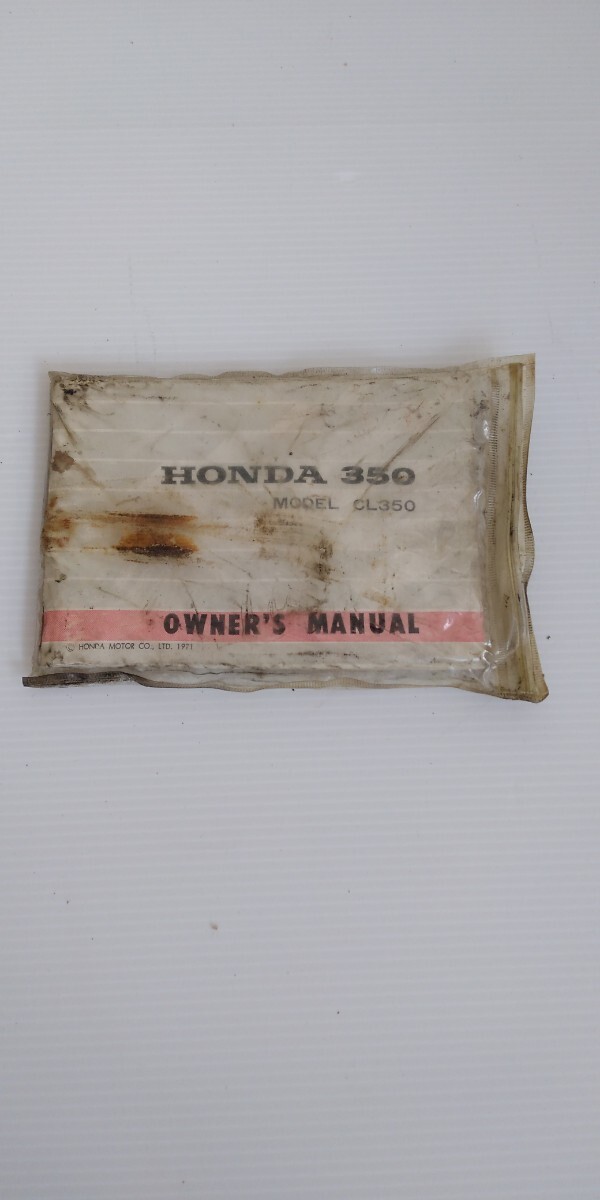 HONDA 350
MODEL CL350
OWNER'S MANUAL
© HONDA MOTOR CO., LTD. 1971